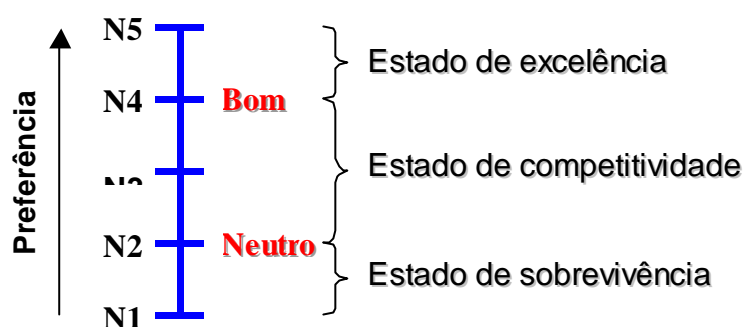 N5
Estado de excelência
N4 Bom
Preferência
Estado de competitividade
N2 Neutro
Estado de sobrevivência
N1